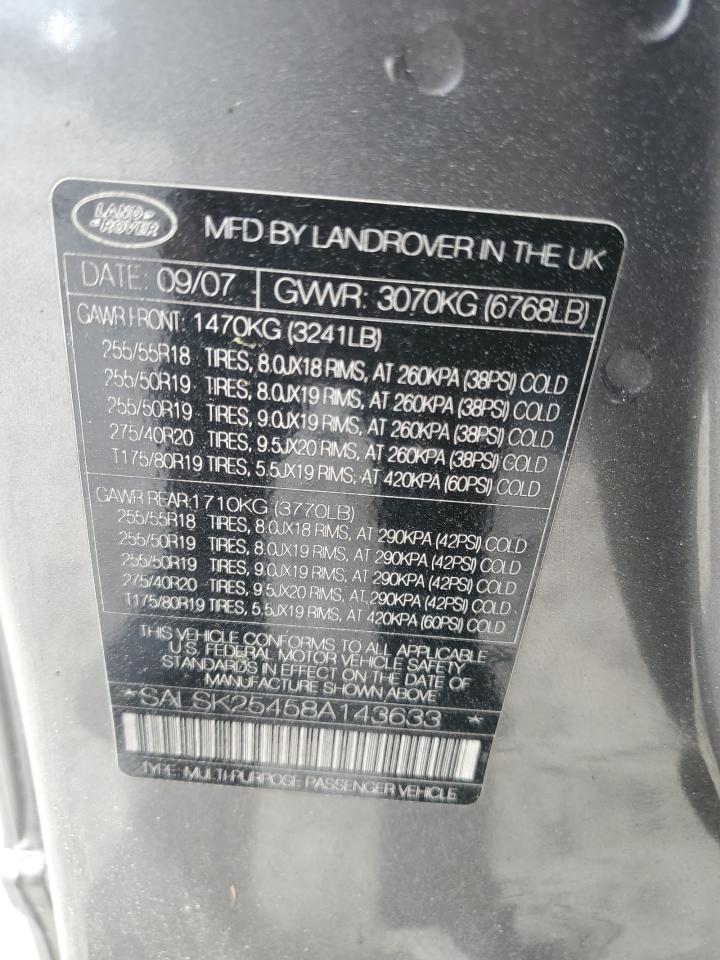 LAND-
-ROVER
MFD BY LANDROVER IN THE UK
DATE: 09/07 GVWR: 3070KG (6768LB)
GAWR FRONT: 1470KG (3241LB)
255/55R18 TIRES, 8.0JX18 RIMS, AT 260KPA (38PSI) COLD
255/50R19 TIRES, 8.0JX19 RIMS, AT 260KPA (38PSI) COLD
255/50R19 TIRES, 9.0JX19 RIMS, AT 260KPA (38PSI) COLD
275/40R20 TIRES, 9.5JX20 RIMS, AT 260KPA (38PSI) COLD
T175/80R19 TIRES, 5.5JX19 RIMS, AT 420KPA (60PSI) COLD
GAWR REAR:1710KG (3770LB)
255/55R18 TIRES, 8.0JX18 RIMS, AT 290KPA (42PSI) COLD
255/50R19 TIRES, 8.0JX19 RIMS, AT 290KPA (42PSI) COLD
255/50R19 TIRES, 9.0JX19 RIMS, AT 290KPA (42PSI) COLD
275/40R20 TIRES, 9.5JX20 RIMS, AT,290KPA (42PSI) COLD
T175/80R19 TIRES, 5.5JX19 RIMS, AT 420KPA (60PSI) COLD
THIS VEHICLE CONFORMS TO ALL APPLICABLE
U.S. FEDERAL MOTOR VEHICLE SAFETY
STANDARDS IN EFFECT ON THE DATE OF
MANUFACTURE SHOWN ABOVE
*SALSK25458A143633 *
TYPE: MULTI-PURPOSE PASSENGER VEHICLE